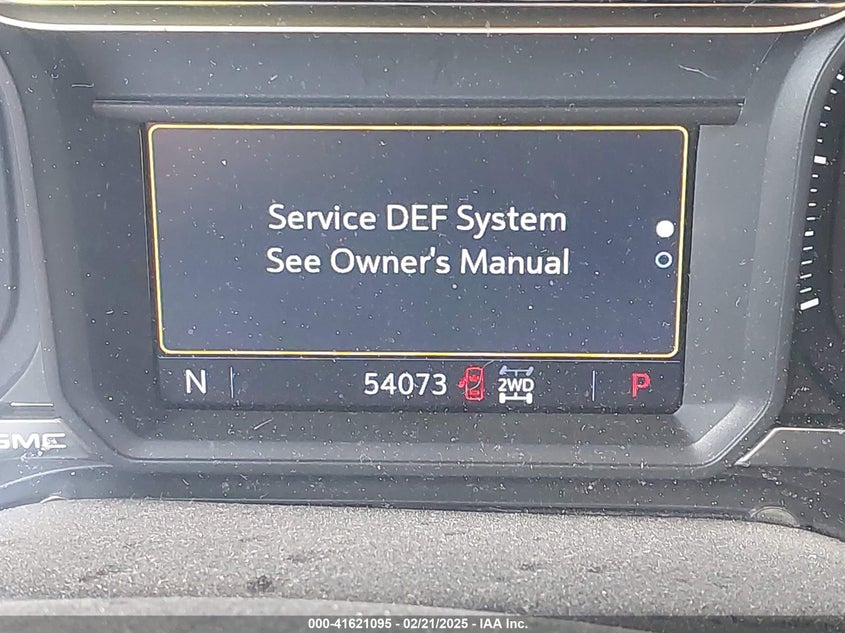 Service DEF System
See Owner's Manual
N 54073 2WD P
GMC
000-41621095 - 02/21/2025 - IAA Inc.